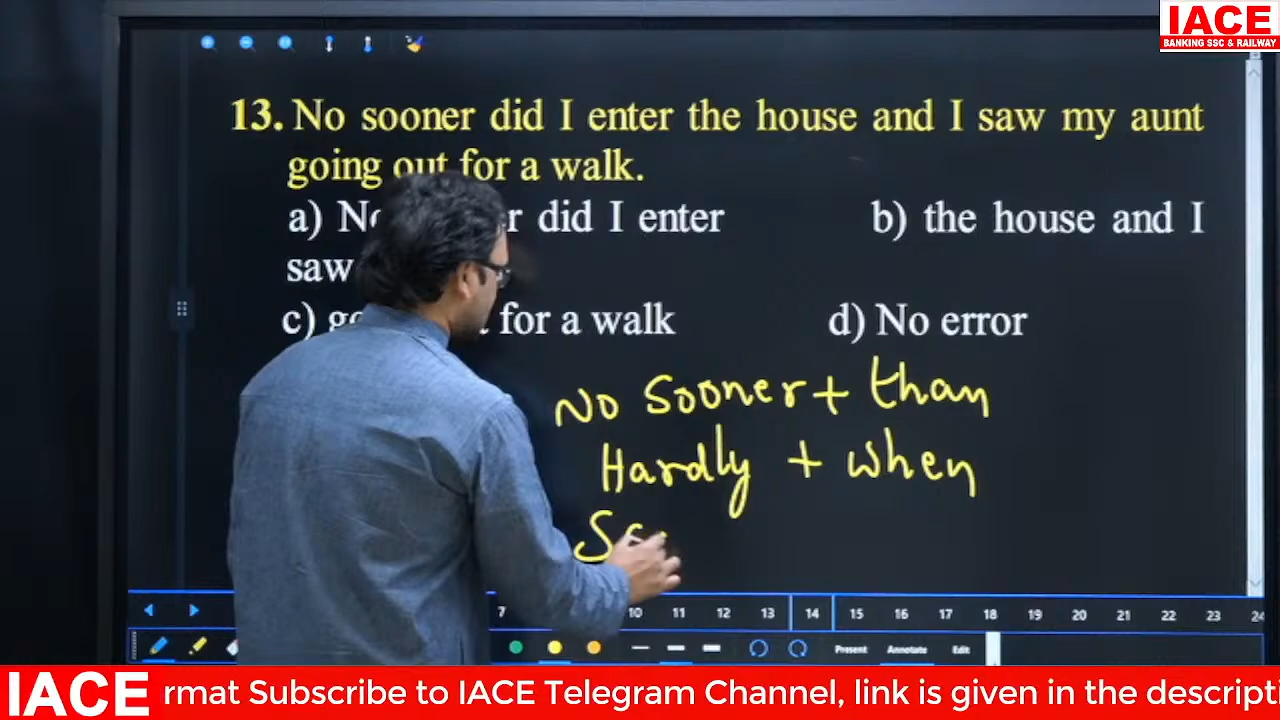 IACE
BANKING SSC & RAILWAY
13. No sooner did I enter the house and I saw my aunt
going out for a walk.
a) did I enter b) the house and I
saw
c) for a walk d) No error
No Sooner + than
Hardly + when
7 10 11 12 13 14 15 16 17 18 19 20 21 22 23 24
Present Annotate Edit
IACE rmat Subscribe to IACE Telegram Channel, link is given in the descripti